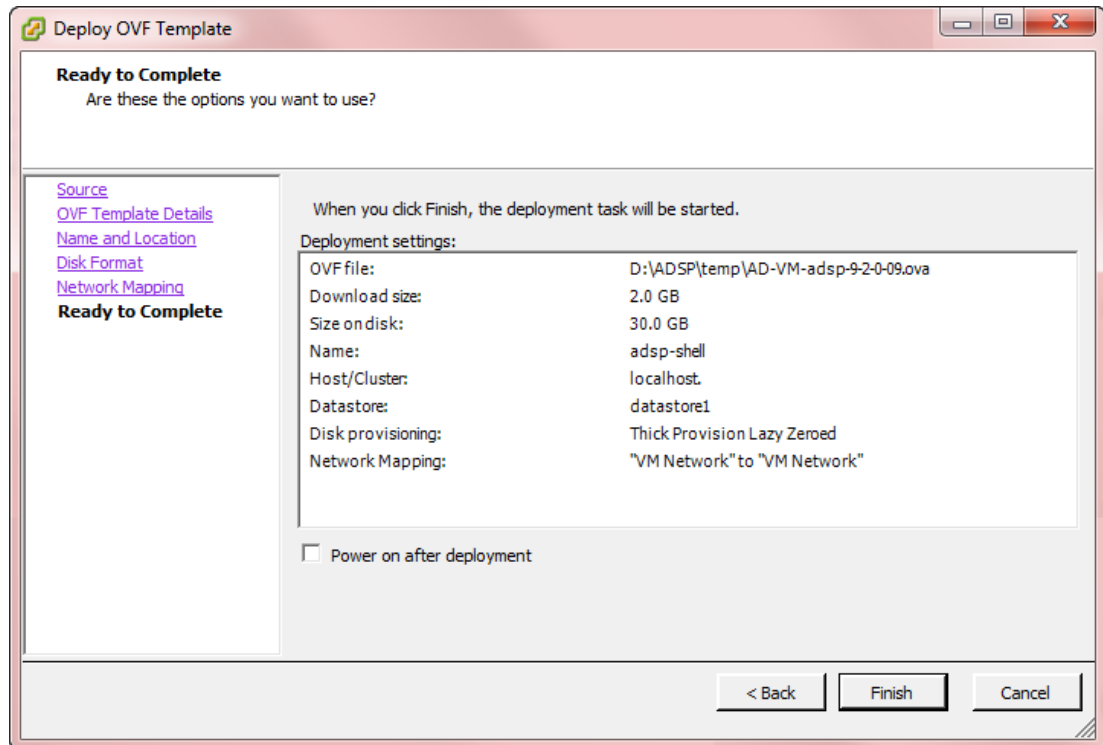 Deploy OVF Template
Ready to Complete
Are these the options you want to use?
Source
OVF Template Details
Name and Location
Disk Format
Network Mapping
Ready to Complete
When you click Finish, the deployment task will be started.
Deployment settings:
OVF file: D:\ADSP\temp\AD-VM-adsp-9-2-0-09.ova
Download size: 2.0 GB
Size on disk: 30.0 GB
Name: adsp-shell
Host/Cluster: localhost.
Datastore: datastore1
Disk provisioning: Thick Provision Lazy Zeroed
Network Mapping: "VM Network" to "VM Network"
Power on after deployment
< Back Finish Cancel